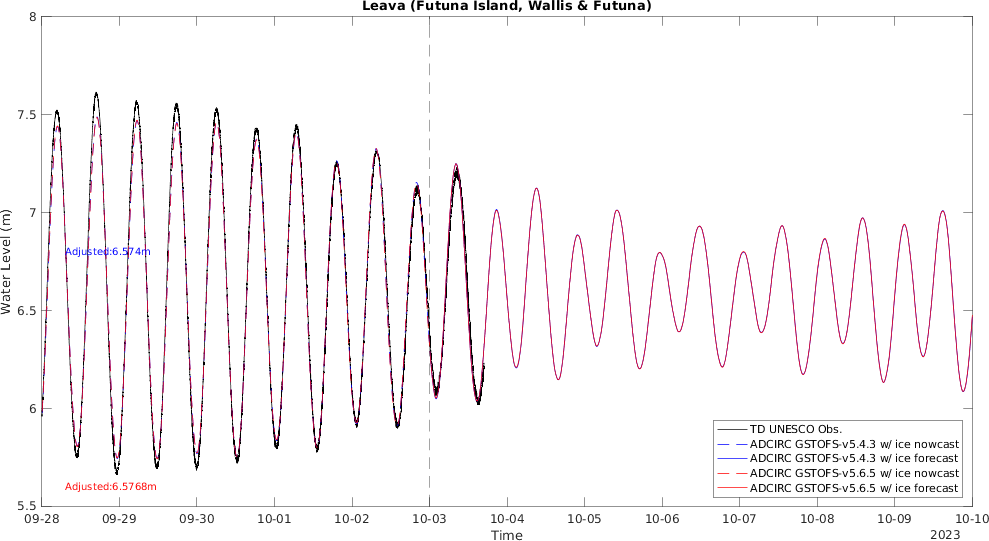 Leava (Futuna Island, Wallis & Futuna)
8
7.5
7
6.5
6
5.5
Water Level (m)
Adjusted:6.574m
Adjusted:6.5768m
TD UNESCO Obs.
ADCIRC GSTOFS-v5.4.3 w/ ice nowcast
ADCIRC GSTOFS-v5.4.3 w/ ice forecast
ADCIRC GSTOFS-v5.6.5 w/ ice nowcast
ADCIRC GSTOFS-v5.6.5 w/ ice forecast
09-28 09-29 09-30 10-01 10-02 10-03 10-04 10-05 10-06 10-07 10-08 10-09 10-10
Time
2023